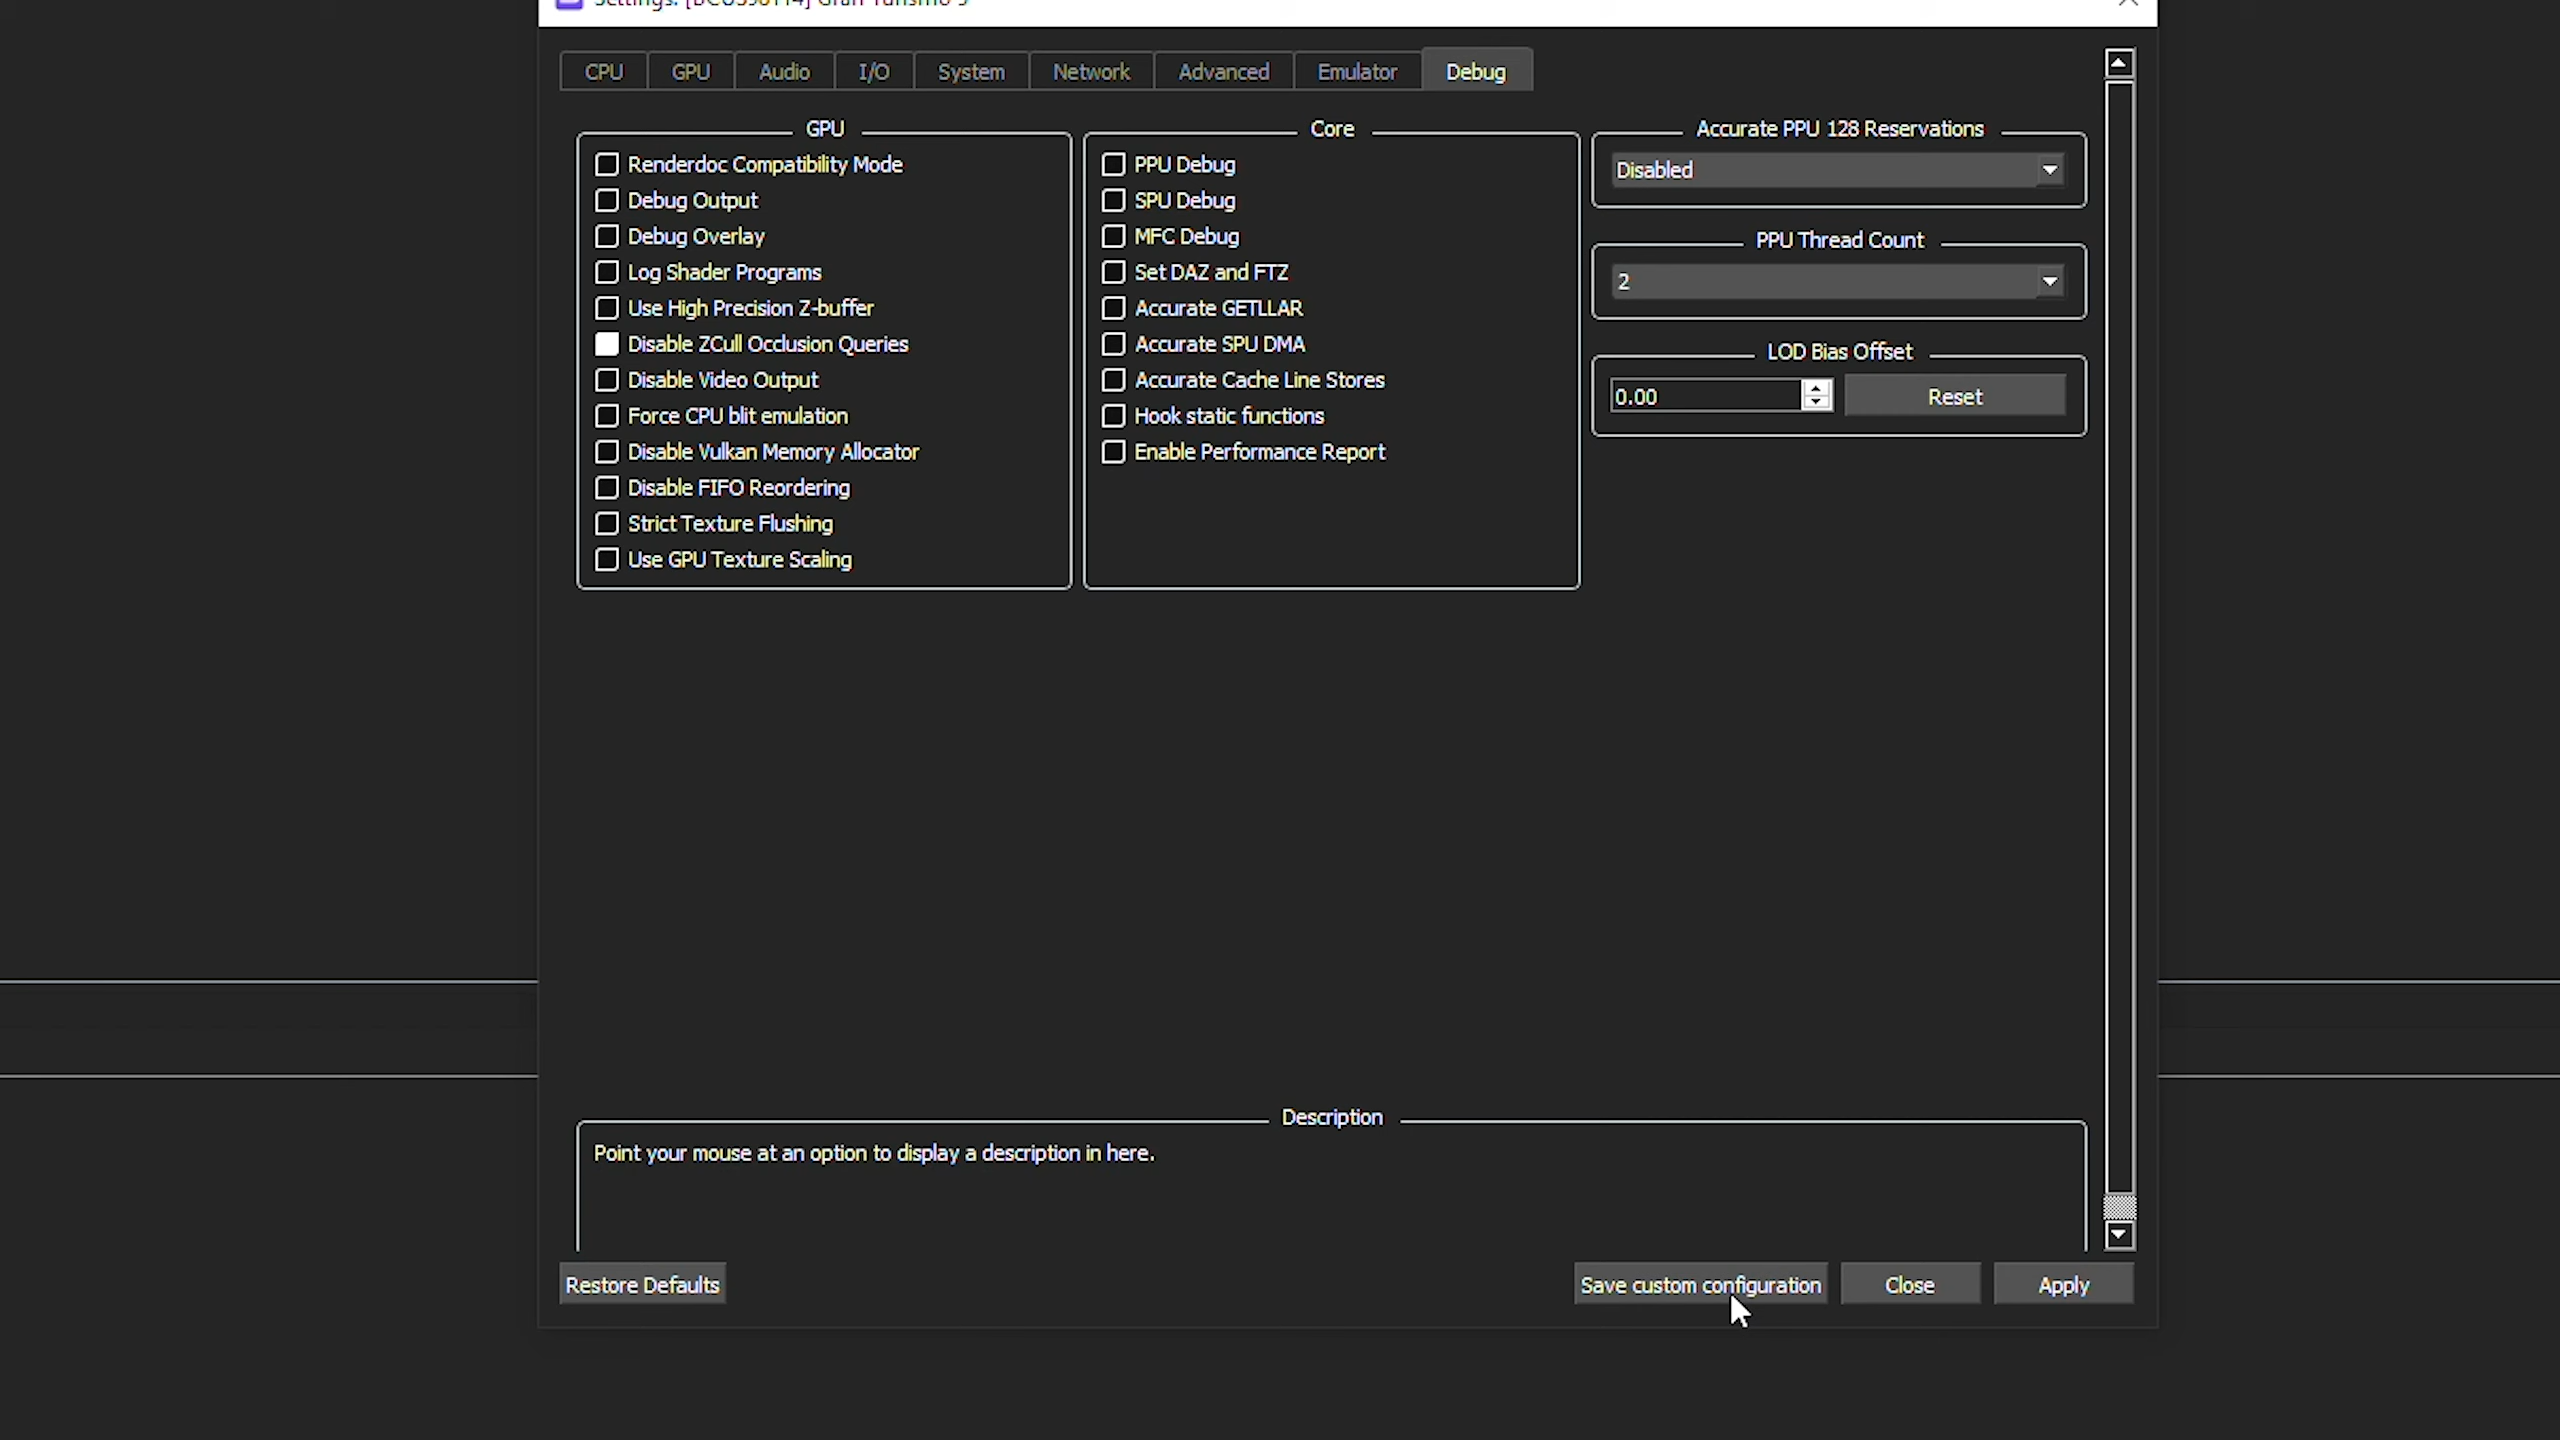 Settings: [BCUS98114] Gran Turismo 5
CPU GPU Audio I/O System Network Advanced Emulator Debug
GPU
Renderdoc Compatibility Mode
Debug Output
Debug Overlay
Log Shader Programs
Use High Precision Z-buffer
Disable ZCull Occlusion Queries
Disable Video Output
Force CPU blit emulation
Disable Vulkan Memory Allocator
Disable FIFO Reordering
Strict Texture Flushing
Use GPU Texture Scaling
Core
PPU Debug
SPU Debug
MFC Debug
Set DAZ and FTZ
Accurate GETLLAR
Accurate SPU DMA
Accurate Cache Line Stores
Hook static functions
Enable Performance Report
Accurate PPU 128 Reservations
Disabled
PPU Thread Count
2
LOD Bias Offset
0.00 Reset
Description
Point your mouse at an option to display a description in here.
Restore Defaults Save custom configuration Close Apply